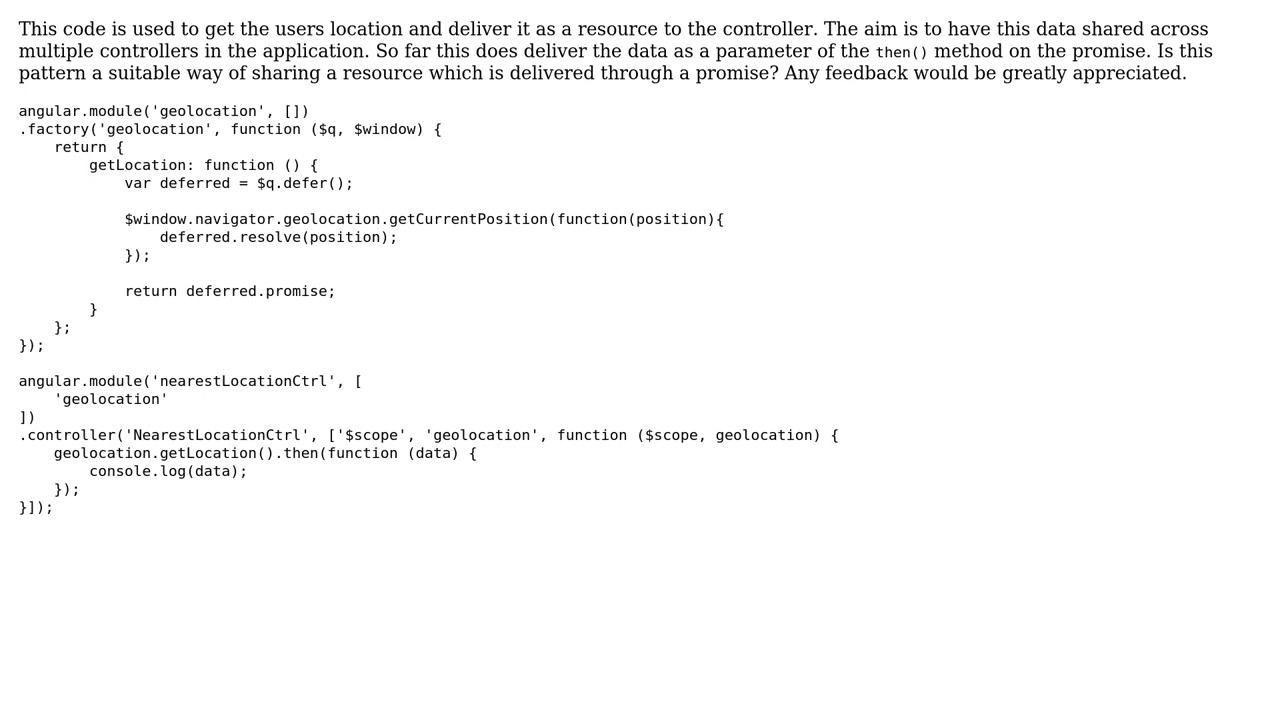 This code is used to get the users location and deliver it as a resource to the controller. The aim is to have this data shared across
multiple controllers in the application. So far this does deliver the data as a parameter of the then() method on the promise. Is this
pattern a suitable way of sharing a resource which is delivered through a promise? Any feedback would be greatly appreciated.
angular.module('geolocation', [])
.factory('geolocation', function ($q, $window) {
    return {
        getLocation: function () {
            var deferred = $q.defer();

            $window.navigator.geolocation.getCurrentPosition(function(position){
                deferred.resolve(position);
            });

            return deferred.promise;
        }
    };
});

angular.module('nearestLocationCtrl', [
    'geolocation'
])
.controller('NearestLocationCtrl', ['$scope', 'geolocation', function ($scope, geolocation) {
    geolocation.getLocation().then(function (data) {
        console.log(data);
    });
}]);